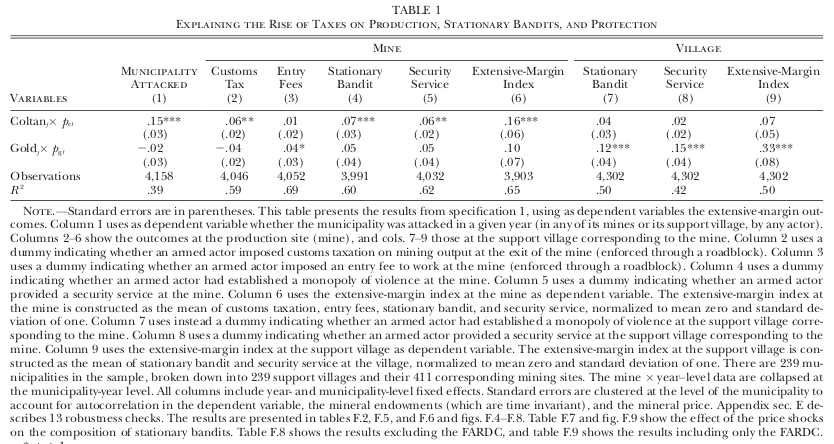 TABLE 1
Explaining the Rise of Taxes on Production, Stationary Bandits, and Protection
Mine Village
Municipality Customs Entry Stationary Security Extensive-Margin Stationary Security Extensive-Margin
Attacked Tax Fees Bandit Service Index Bandit Service Index
Variables (1) (2) (3) (4) (5) (6) (7) (8) (9)
Coltanⱼ× p꜀ₜ .15*** .06** .01 .07*** .06** .16*** .04 .02 .07
(.03) (.02) (.02) (.03) (.02) (.06) (.03) (.02) (.05)
Goldⱼ× p_gt −.02 −.04 .04* .05 .05 .10 .12*** .15*** .33***
(.03) (.02) (.03) (.04) (.04) (.07) (.04) (.04) (.08)
Observations 4,158 4,046 4,052 3,991 4,032 3,903 4,302 4,302 4,302
R² .39 .59 .69 .60 .62 .65 .50 .42 .50
Note.—Standard errors are in parentheses. This table presents the results from specification 1, using as dependent variables the extensive-margin out-
comes. Column 1 uses as dependent variable whether the municipality was attacked in a given year (in any of its mines or its support village, by any actor).
Columns 2–6 show the outcomes at the production site (mine), and cols. 7–9 those at the support village corresponding to the mine. Column 2 uses a
dummy indicating whether an armed actor imposed customs taxation on mining output at the exit of the mine (enforced through a roadblock). Column 3
uses a dummy indicating whether an armed actor imposed an entry fee to work at the mine (enforced through a roadblock). Column 4 uses a dummy
indicating whether an armed actor had established a monopoly of violence at the mine. Column 5 uses a dummy indicating whether an armed actor
provided a security service at the mine. Column 6 uses the extensive-margin index at the mine as dependent variable. The extensive-margin index at
the mine is constructed as the mean of customs taxation, entry fees, stationary bandit, and security service, normalized to mean zero and standard de-
viation of one. Column 7 uses instead a dummy indicating whether an armed actor had established a monopoly of violence at the support village corre-
sponding to the mine. Column 8 uses a dummy indicating whether an armed actor provided a security service at the support village corresponding to the
mine. Column 9 uses the extensive-margin index at the support village as dependent variable. The extensive-margin index at the support village is con-
structed as the mean of stationary bandit and security service at the village, normalized to mean zero and standard deviation of one. There are 239 mu-
nicipalities in the sample, broken down into 239 support villages and their 411 corresponding mining sites. The mine × year–level data are collapsed at
the municipality-year level. All columns include year- and municipality-level fixed effects. Standard errors are clustered at the level of the municipality to
account for autocorrelation in the dependent variable, the mineral endowments (which are time invariant), and the mineral price. Appendix sec. E de-
scribes 13 robustness checks. The results are presented in tables F.2, F.5, and F.6 and figs. F.4–F.8. Table F.7 and fig. F.9 show the effect of the price shocks
on the composition of stationary bandits. Table F.8 shows the results excluding the FARDC, and table F.9 shows the results including only the FARDC.